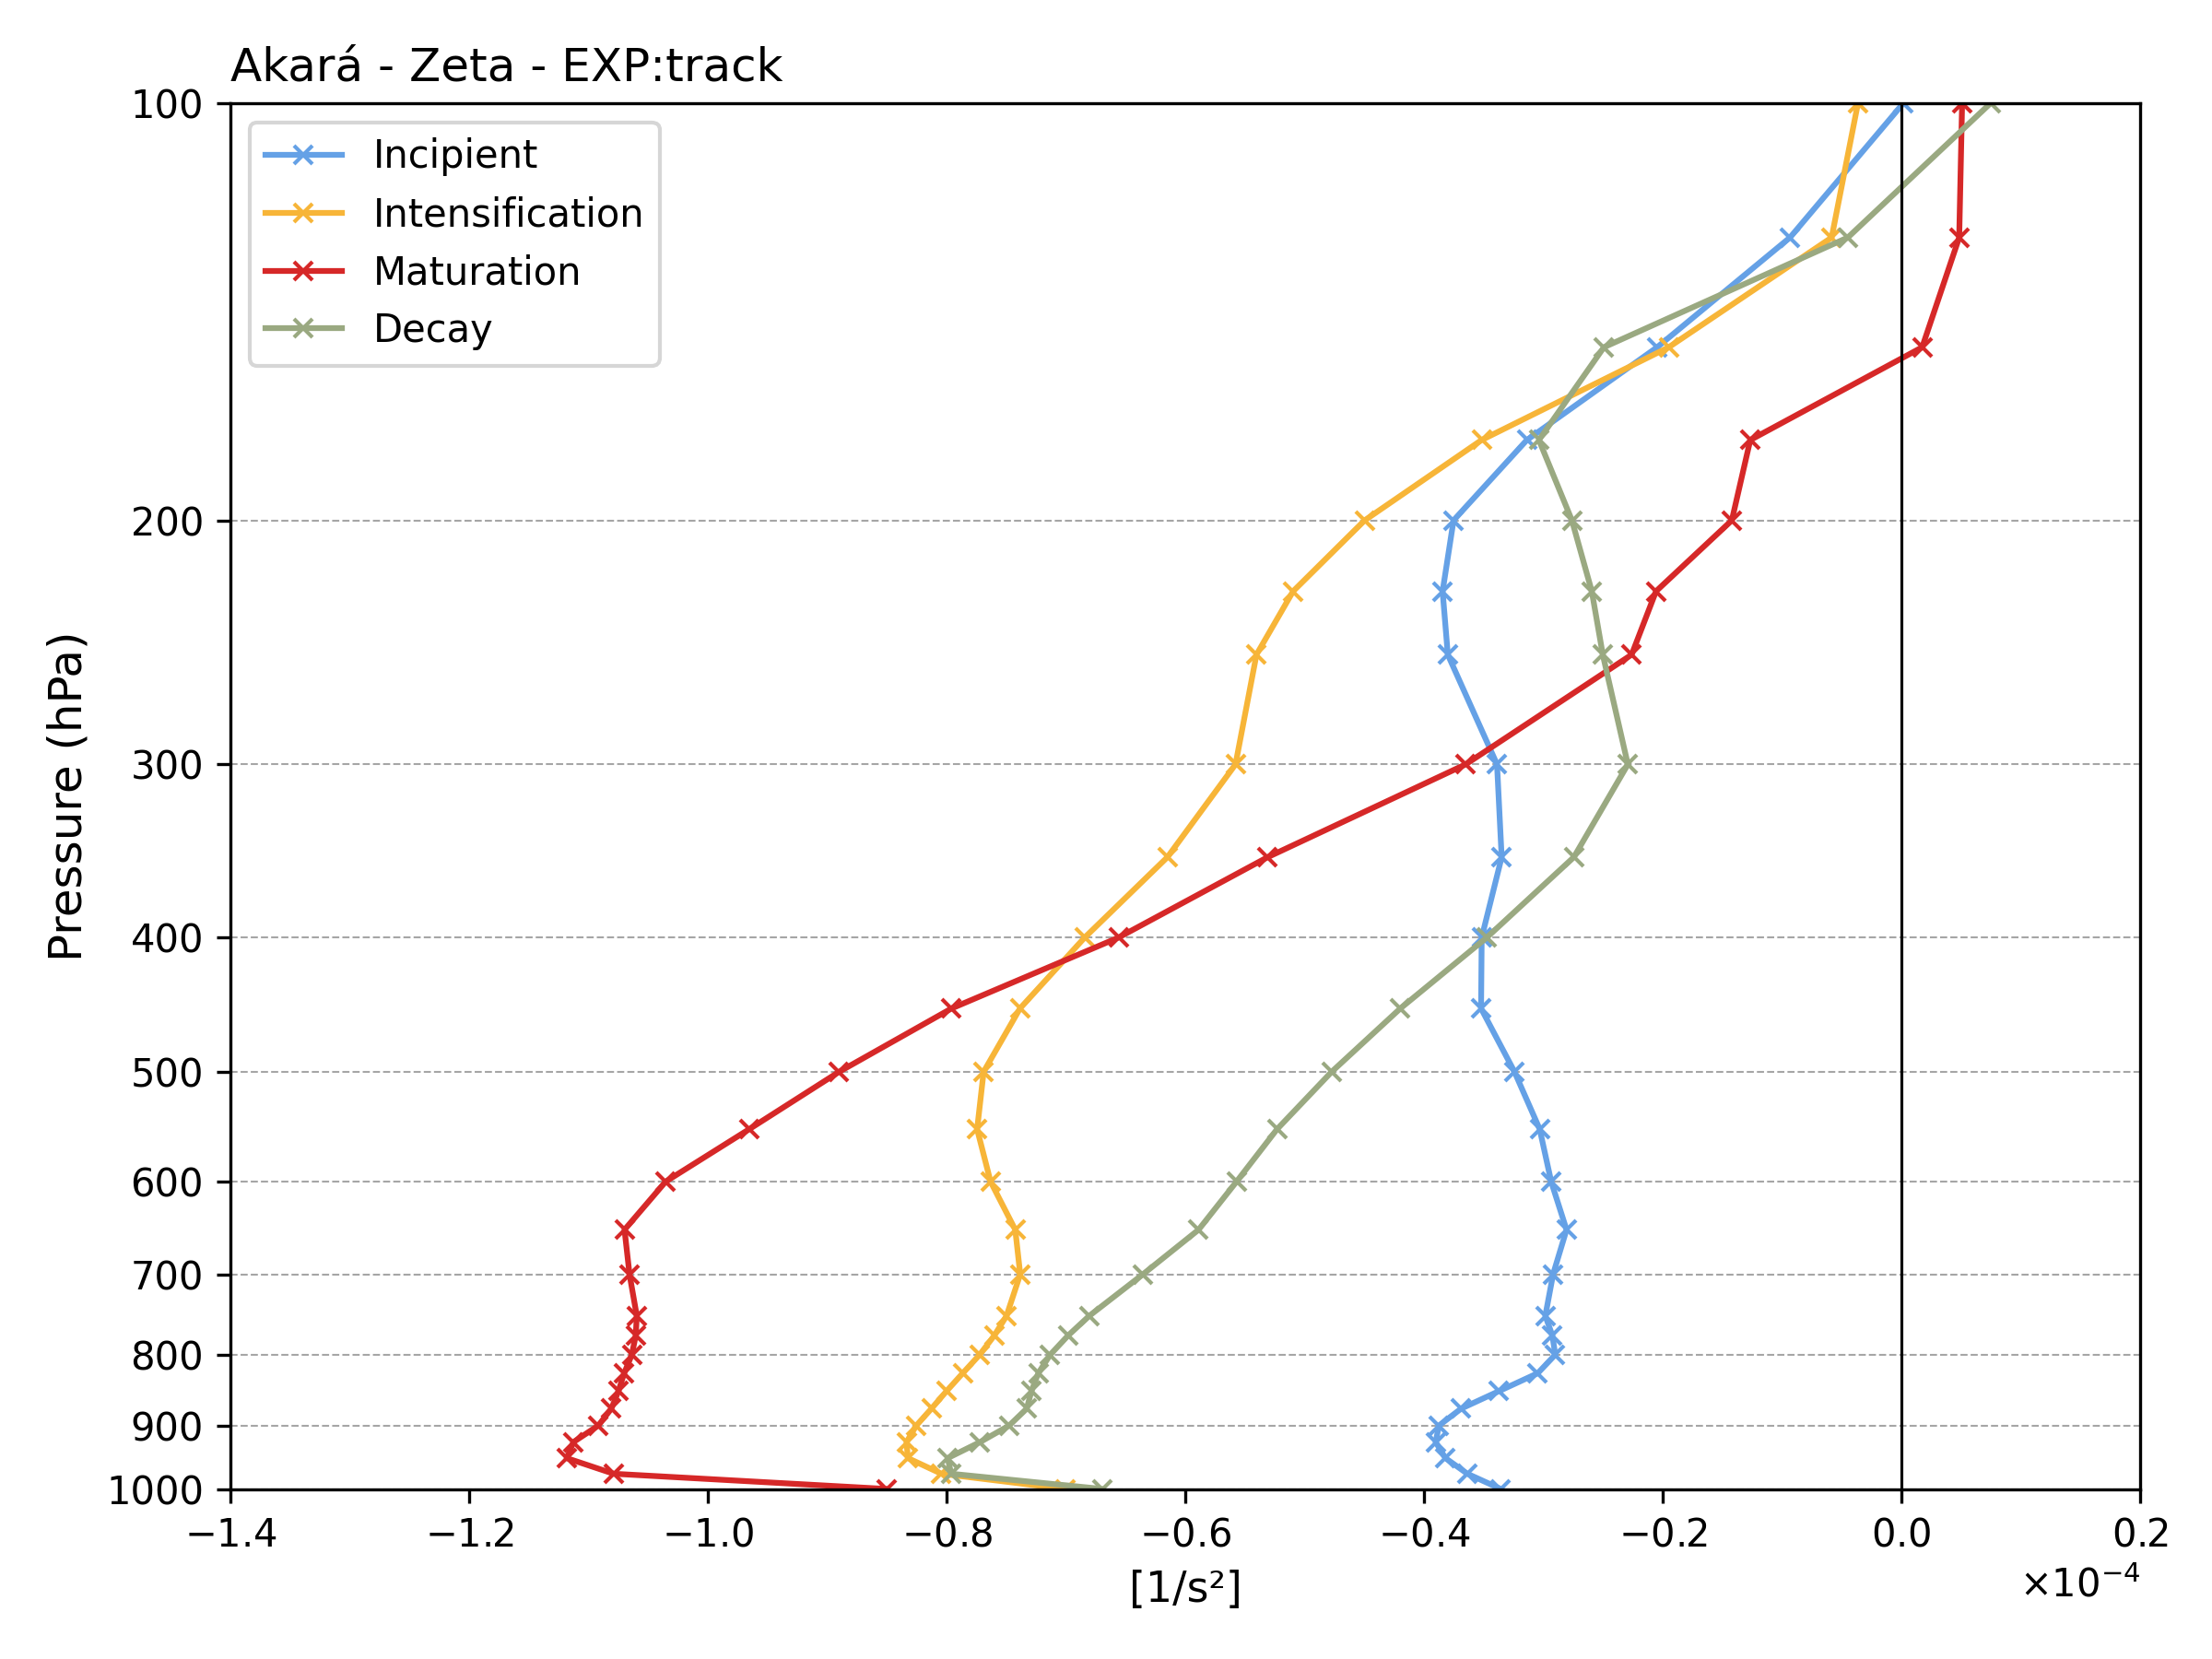 Akará - Zeta - EXP:track
100
200
300
400
500
600
700
800
900
1000
Pressure (hPa)
Incipient
Intensification
Maturation
Decay
−1.4 −1.2 −1.0 −0.8 −0.6 −0.4 −0.2 0.0 0.2
×10⁻⁴
[1/s²]